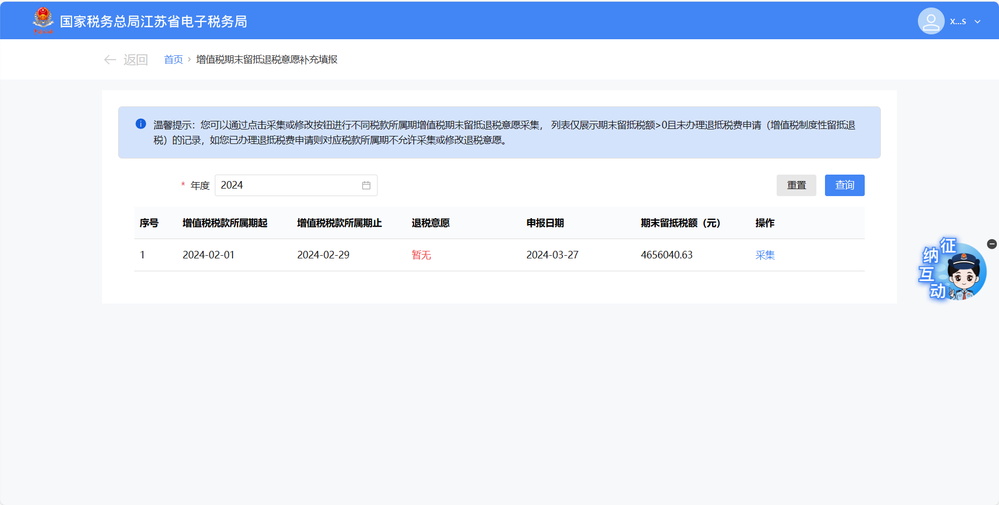 国家税务总局江苏省电子税务局
x...s
返回 首页 › 增值税期末留抵退税意愿补充填报
温馨提示：您可以通过点击采集或修改按钮进行不同税款所属期增值税期末留抵退税意愿采集， 列表仅展示期末留抵税额>0且未办理退抵税费申请（增值税制度性留抵退
税）的记录，如您已办理退抵税费申请则对应税款所属期不允许采集或修改退税意愿。
* 年度 2024 重置 查询
序号 增值税税款所属期起 增值税税款所属期止 退税意愿 申报日期 期末留抵税额（元） 操作
1 2024-02-01 2024-02-29 暂无 2024-03-27 4656040.63 采集
征
纳
互
动